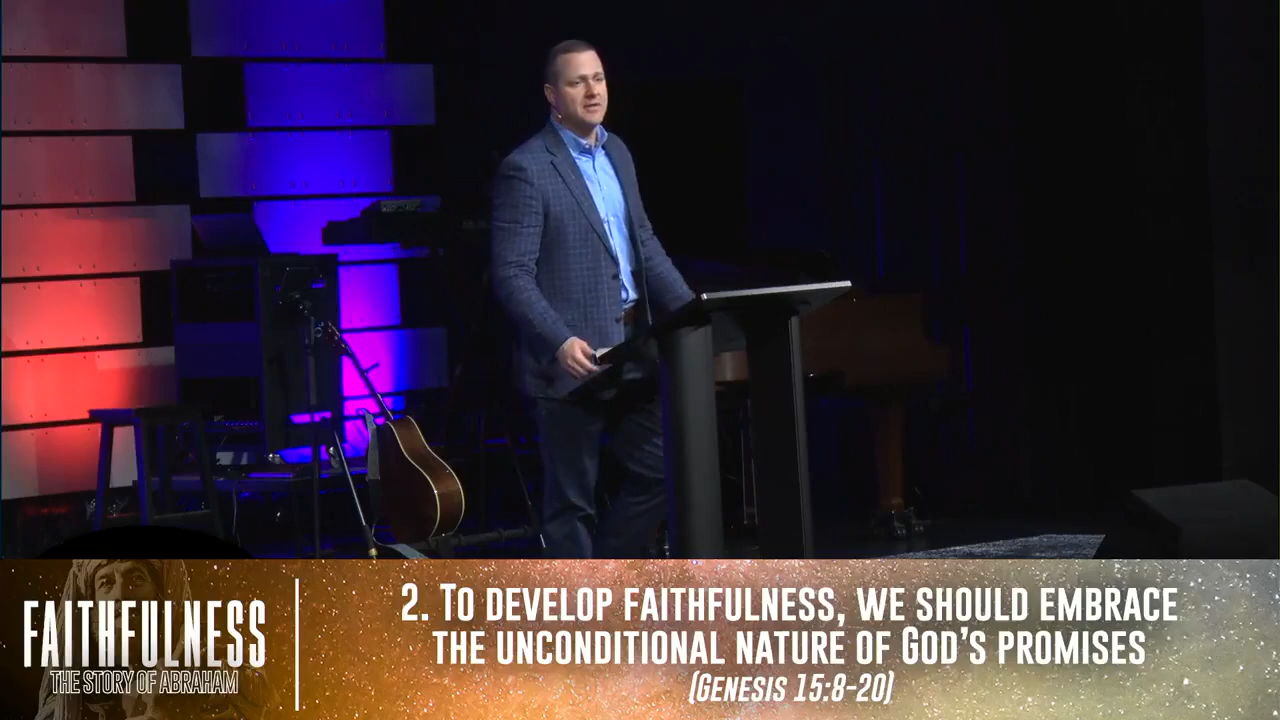 FAITHFULNESS
THE STORY OF ABRAHAM
2. TO DEVELOP FAITHFULNESS, WE SHOULD EMBRACE
THE UNCONDITIONAL NATURE OF GOD'S PROMISES
(GENESIS 15:8-20)